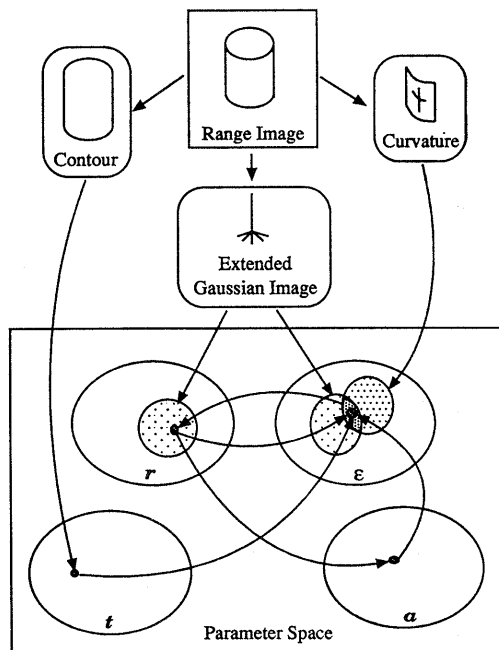 Range Image
Contour
Curvature
Extended
Gaussian Image
r
ε
t
a
Parameter Space